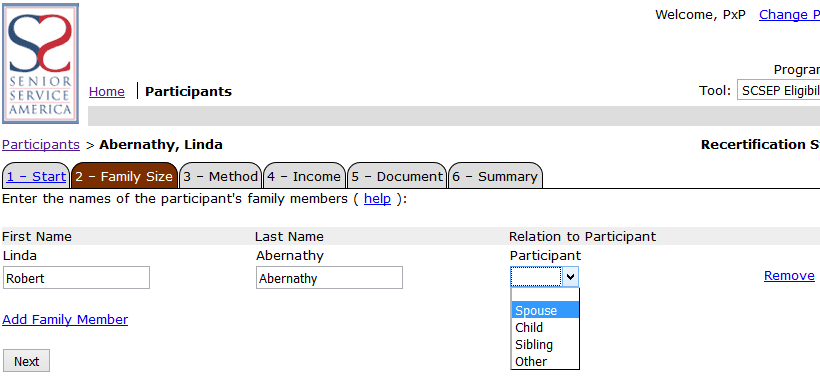 Welcome, PxP Change P
SENIOR
SERVICE
AMERICA
Home Participants
Progra
Tool: SCSEP Eligibil
Participants > Abernathy, Linda Recertification S
1 – Start 2 – Family Size 3 – Method 4 – Income 5 – Document 6 – Summary
Enter the names of the participant's family members ( help ):
First Name Last Name Relation to Participant
Linda Abernathy Participant
Robert Abernathy Remove
Spouse
Child
Sibling
Other
Add Family Member
Next